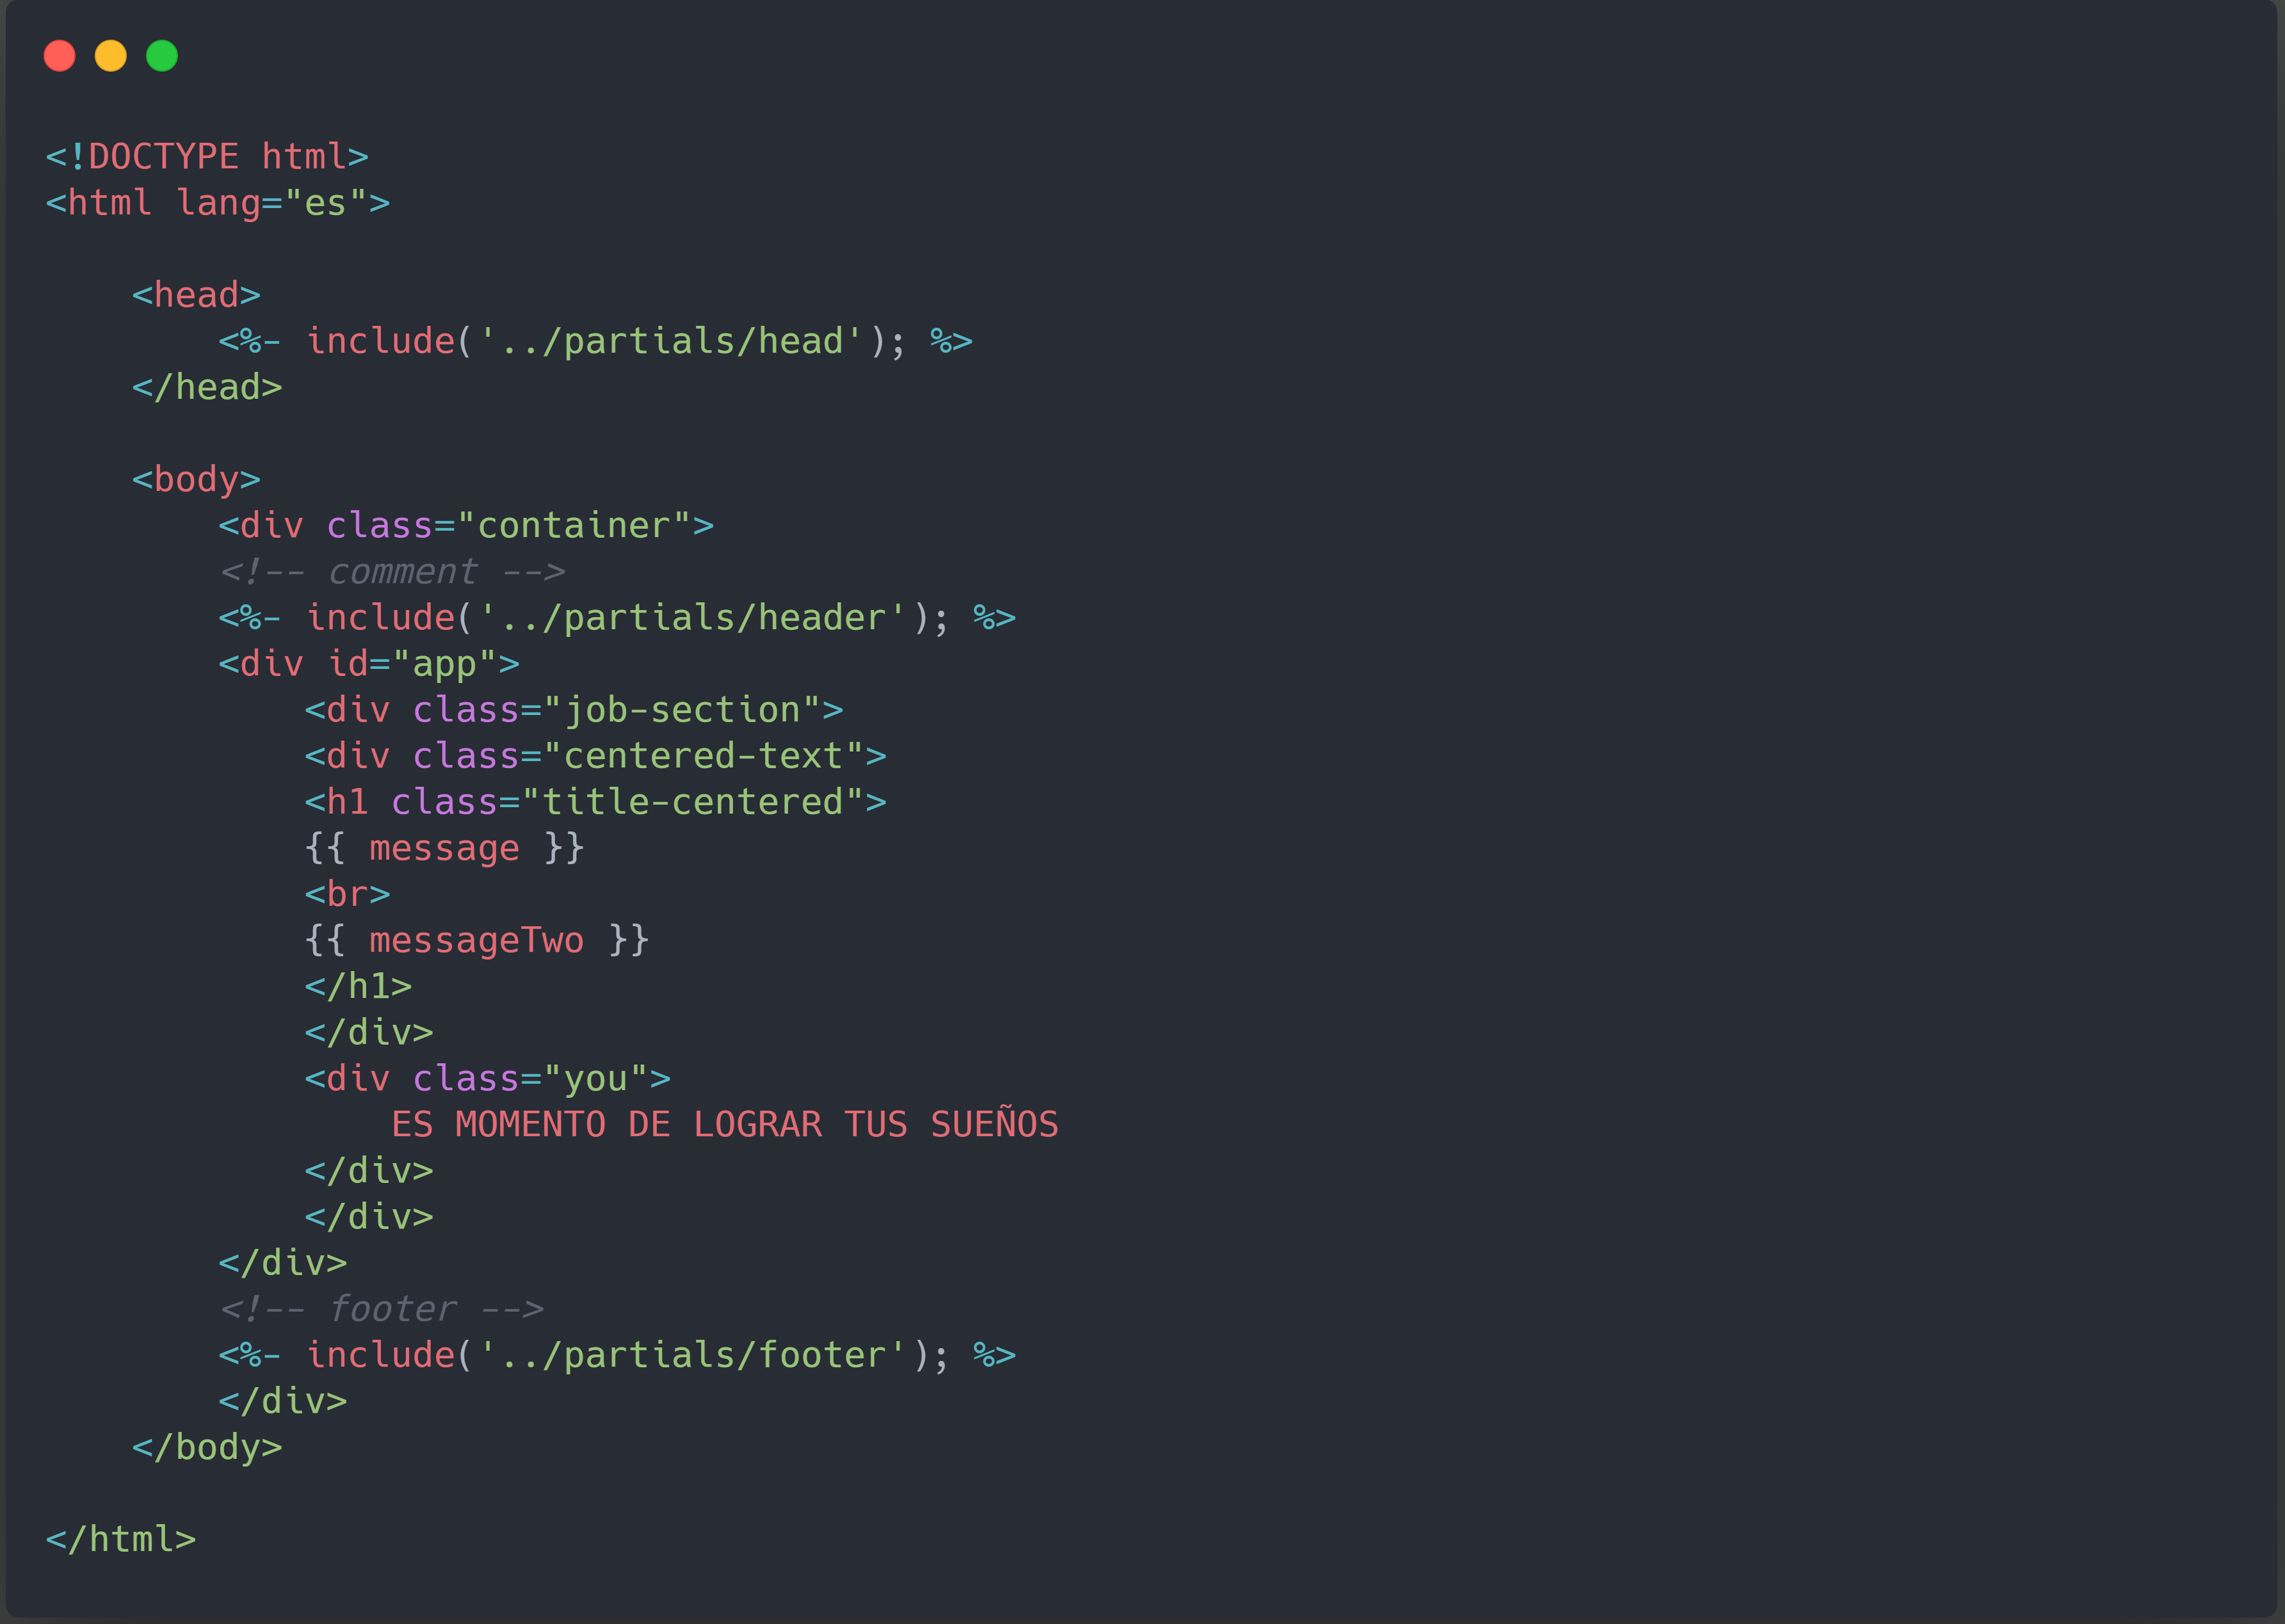 <!DOCTYPE html>
<html lang="es">
<head>
<%- include('../partials/head'); %>
</head>
<body>
<div class="container">
<!-- comment -->
<%- include('../partials/header'); %>
<div id="app">
<div class="job-section">
<div class="centered-text">
<h1 class="title-centered">
{{ message }}
<br>
{{ messageTwo }}
</h1>
</div>
<div class="you">
ES MOMENTO DE LOGRAR TUS SUEÑOS
</div>
</div>
</div>
<!-- footer -->
<%- include('../partials/footer'); %>
</div>
</body>
</html>